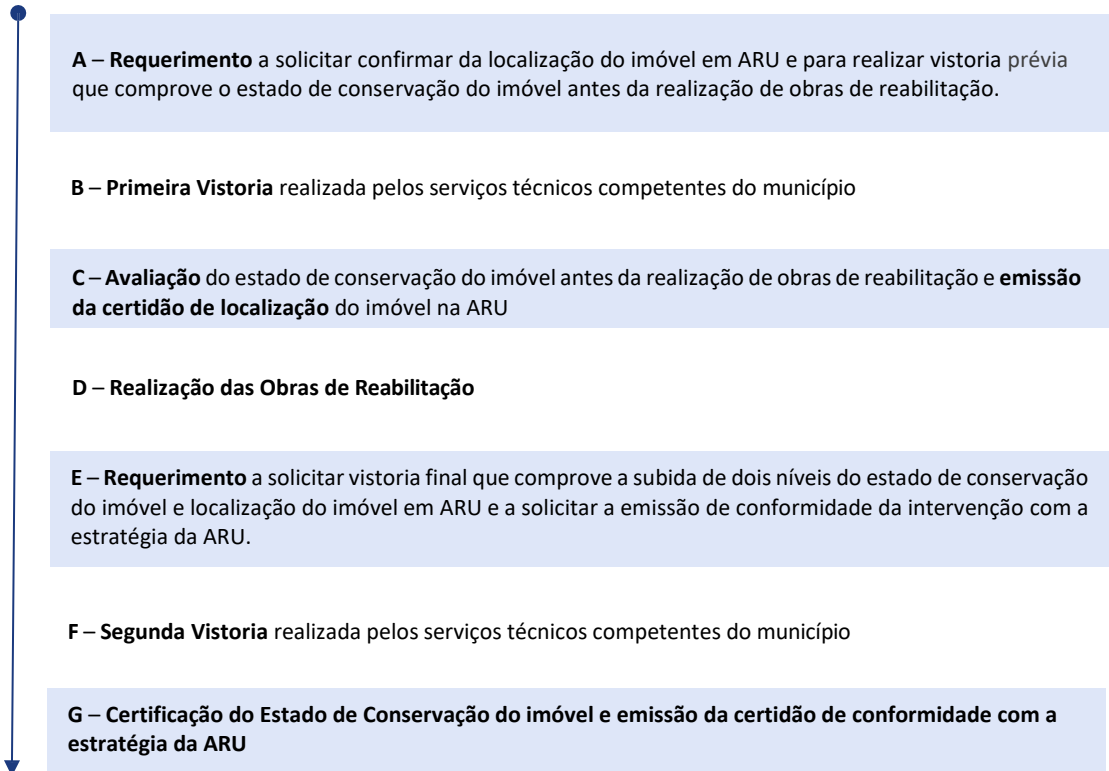 A – Requerimento a solicitar confirmar da localização do imóvel em ARU e para realizar vistoria prévia
que comprove o estado de conservação do imóvel antes da realização de obras de reabilitação.
B – Primeira Vistoria realizada pelos serviços técnicos competentes do município
C – Avaliação do estado de conservação do imóvel antes da realização de obras de reabilitação e emissão
da certidão de localização do imóvel na ARU
D – Realização das Obras de Reabilitação
E – Requerimento a solicitar vistoria final que comprove a subida de dois níveis do estado de conservação
do imóvel e localização do imóvel em ARU e a solicitar a emissão de conformidade da intervenção com a
estratégia da ARU.
F – Segunda Vistoria realizada pelos serviços técnicos competentes do município
G – Certificação do Estado de Conservação do imóvel e emissão da certidão de conformidade com a
estratégia da ARU